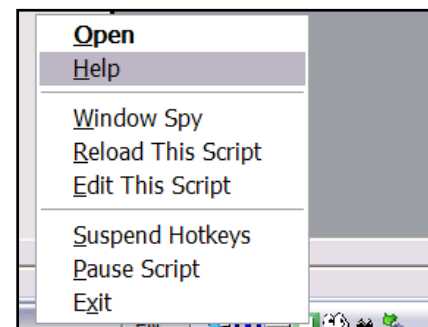 Open
Help
Window Spy
Reload This Script
Edit This Script
Suspend Hotkeys
Pause Script
Exit